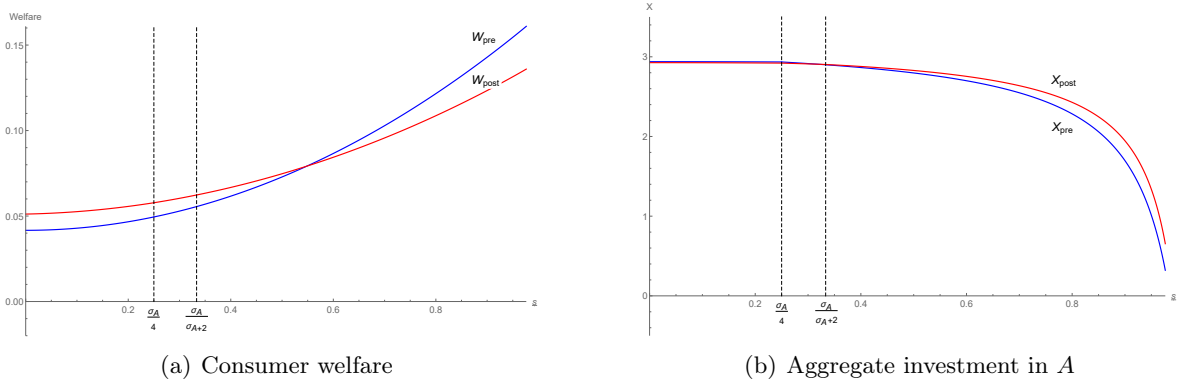 Welfare
0.15
0.10
0.05
0.00
0.2
0.4
0.6
0.8
W_pre
W_post
σ_A
4
σ_A
σ_A+2
(a) Consumer welfare
X
3
2
1
0
0.2
0.4
0.6
0.8
X_post
X_pre
σ_A
4
σ_A
σ_A+2
(b) Aggregate investment in A